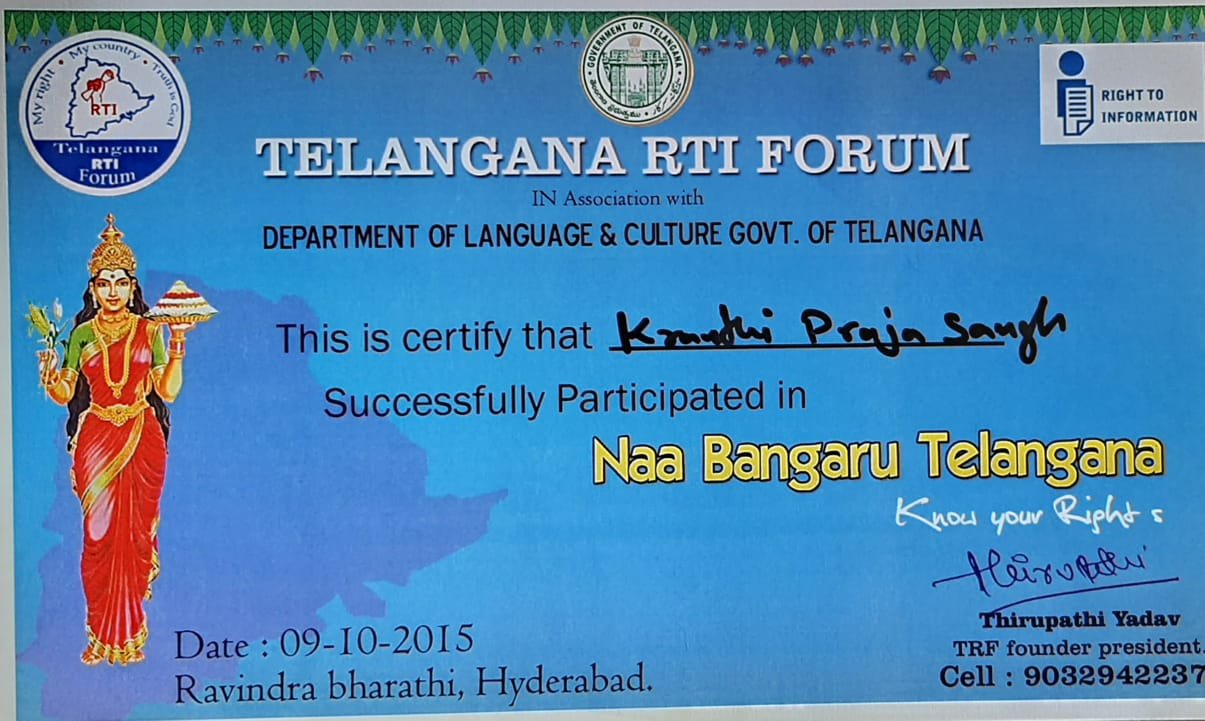 My right • My country • Truth is God
RTI
Telangana
RTI
Forum
GOVERNMENT OF TELANGANA
RIGHT TO
INFORMATION
TELANGANA RTI FORUM
IN Association with
DEPARTMENT OF LANGUAGE & CULTURE GOVT. OF TELANGANA
This is certify that Kranthi Praja Sangh
Successfully Participated in
Naa Bangaru Telangana
Know your Rights
Thirupathi
Thirupathi Yadav
TRF founder president.
Cell : 9032942237
Date : 09-10-2015
Ravindra bharathi, Hyderabad.